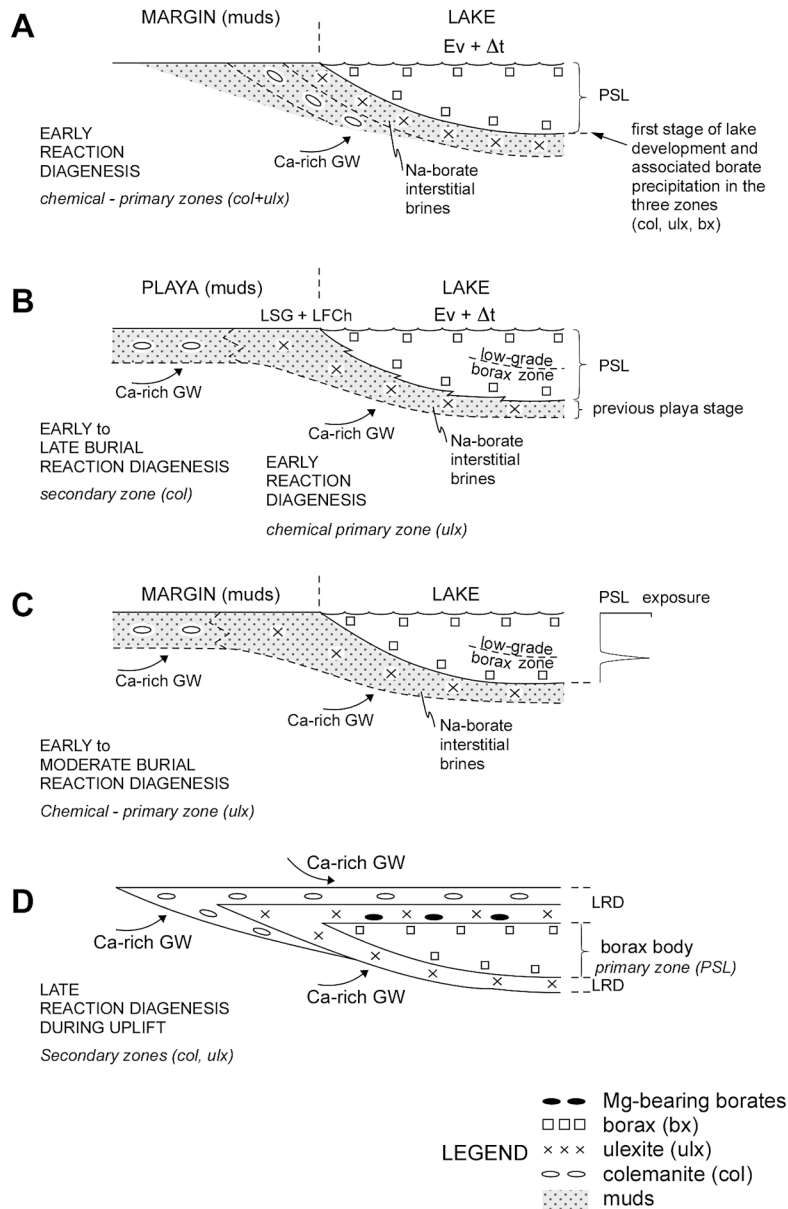 A
MARGIN (muds)
LAKE
Ev + Δt
PSL
EARLY
REACTION
DIAGENESIS
chemical - primary zones (col+ulx)
Ca-rich GW
Na-borate
interstitial
brines
first stage of lake
development and
associated borate
precipitation in the
three zones
(col, ulx, bx)
B
PLAYA (muds)
LAKE
LSG + LFCh
Ev + Δt
low-grade
borax zone
PSL
previous playa stage
Ca-rich GW
Ca-rich GW
Na-borate
interstitial
brines
EARLY to
LATE BURIAL
REACTION DIAGENESIS
secondary zone (col)
EARLY
REACTION
DIAGENESIS
chemical primary zone (ulx)
C
MARGIN (muds)
LAKE
PSL exposure
low-grade
borax zone
Ca-rich GW
Ca-rich GW
Na-borate
interstitial
brines
EARLY to
MODERATE BURIAL
REACTION DIAGENESIS
Chemical - primary zone (ulx)
D
Ca-rich GW
LRD
Ca-rich GW
borax body
primary zone (PSL)
Ca-rich GW
LRD
LATE
REACTION DIAGENESIS
DURING UPLIFT
Secondary zones (col, ulx)
LEGEND
Mg-bearing borates
borax (bx)
ulexite (ulx)
colemanite (col)
muds